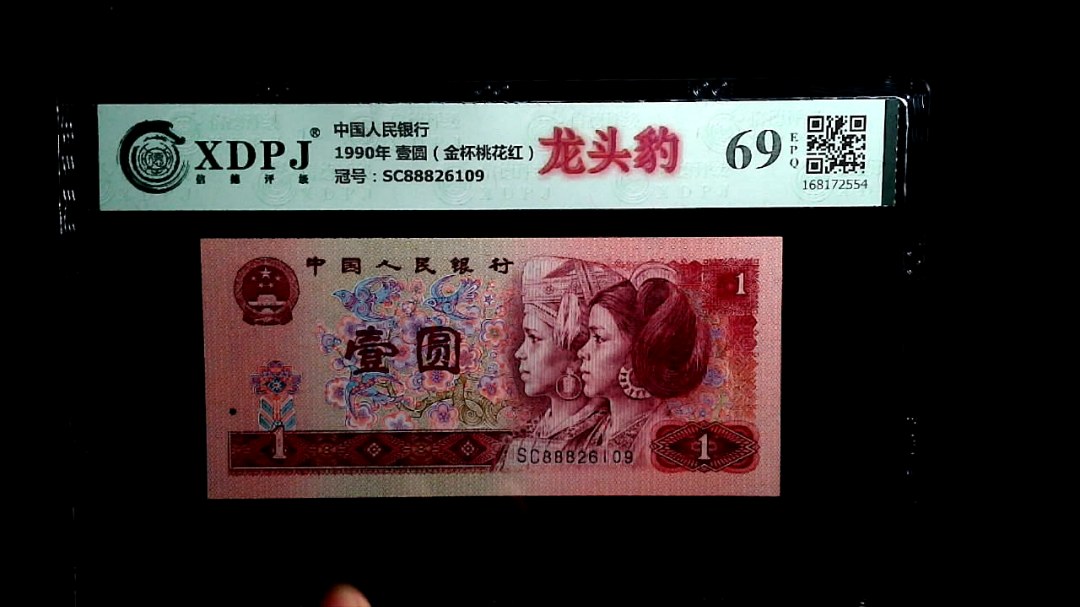 XDPJ®
信德评级
中国人民银行
1990年 壹圆（金杯桃花红）
冠号：SC88826109
龙头豹
69
EPQ
168172554
中国人民银行
壹圆
1
1
1
SC88826109